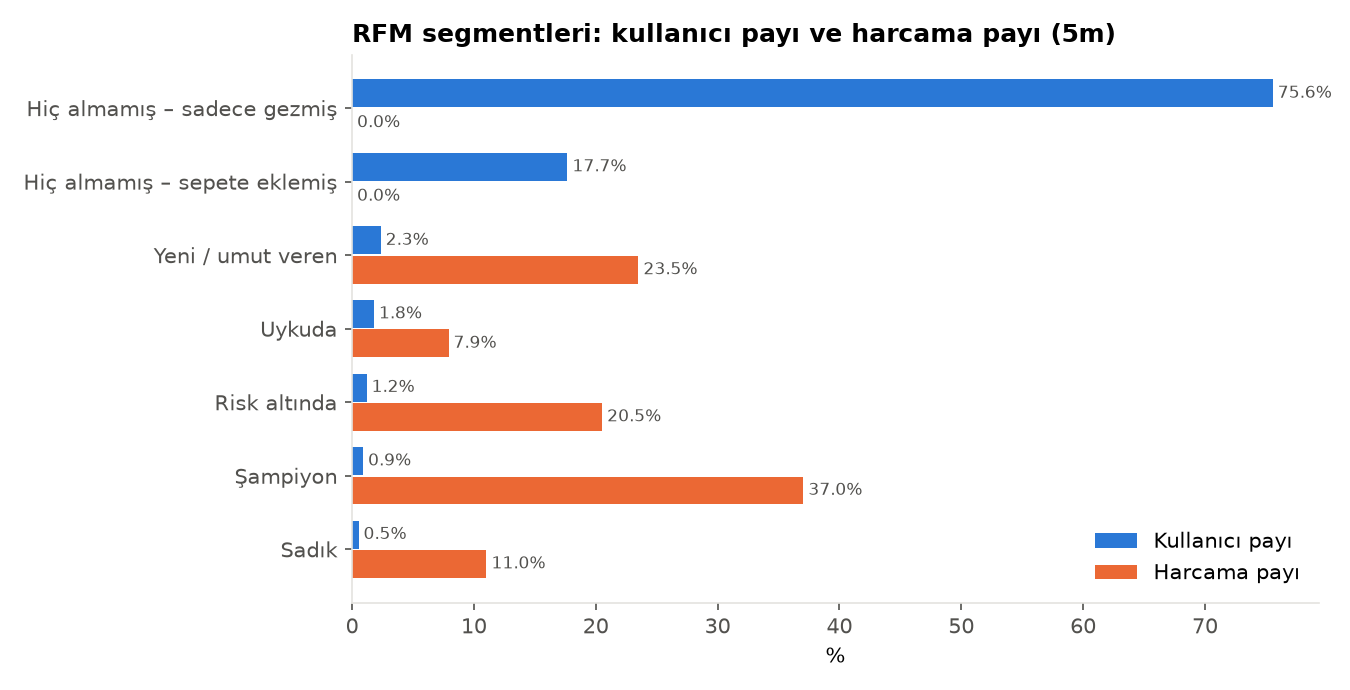 RFM segmentleri: kullanıcı payı ve harcama payı (5m)
Hiç almamış – sadece gezmiş
75.6%
0.0%
Hiç almamış – sepete eklemiş
17.7%
0.0%
Yeni / umut veren
2.3%
23.5%
Uykuda
1.8%
7.9%
Risk altında
1.2%
20.5%
Şampiyon
0.9%
37.0%
Sadık
0.5%
11.0%
Kullanıcı payı
Harcama payı
0 10 20 30 40 50 60 70
%